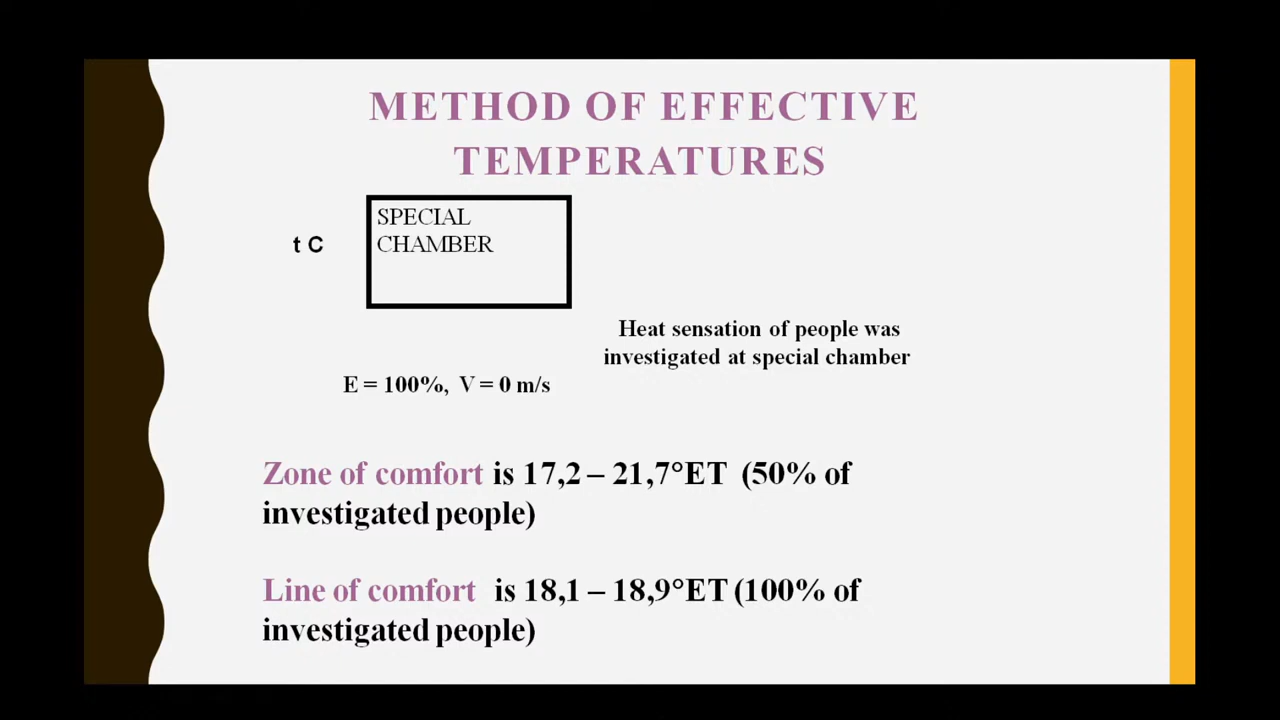 METHOD OF EFFECTIVE
TEMPERATURES
SPECIAL
t C CHAMBER
Heat sensation of people was
investigated at special chamber
E = 100%, V = 0 m/s
Zone of comfort is 17,2 – 21,7°ET (50% of
investigated people)
Line of comfort is 18,1 – 18,9°ET (100% of
investigated people)